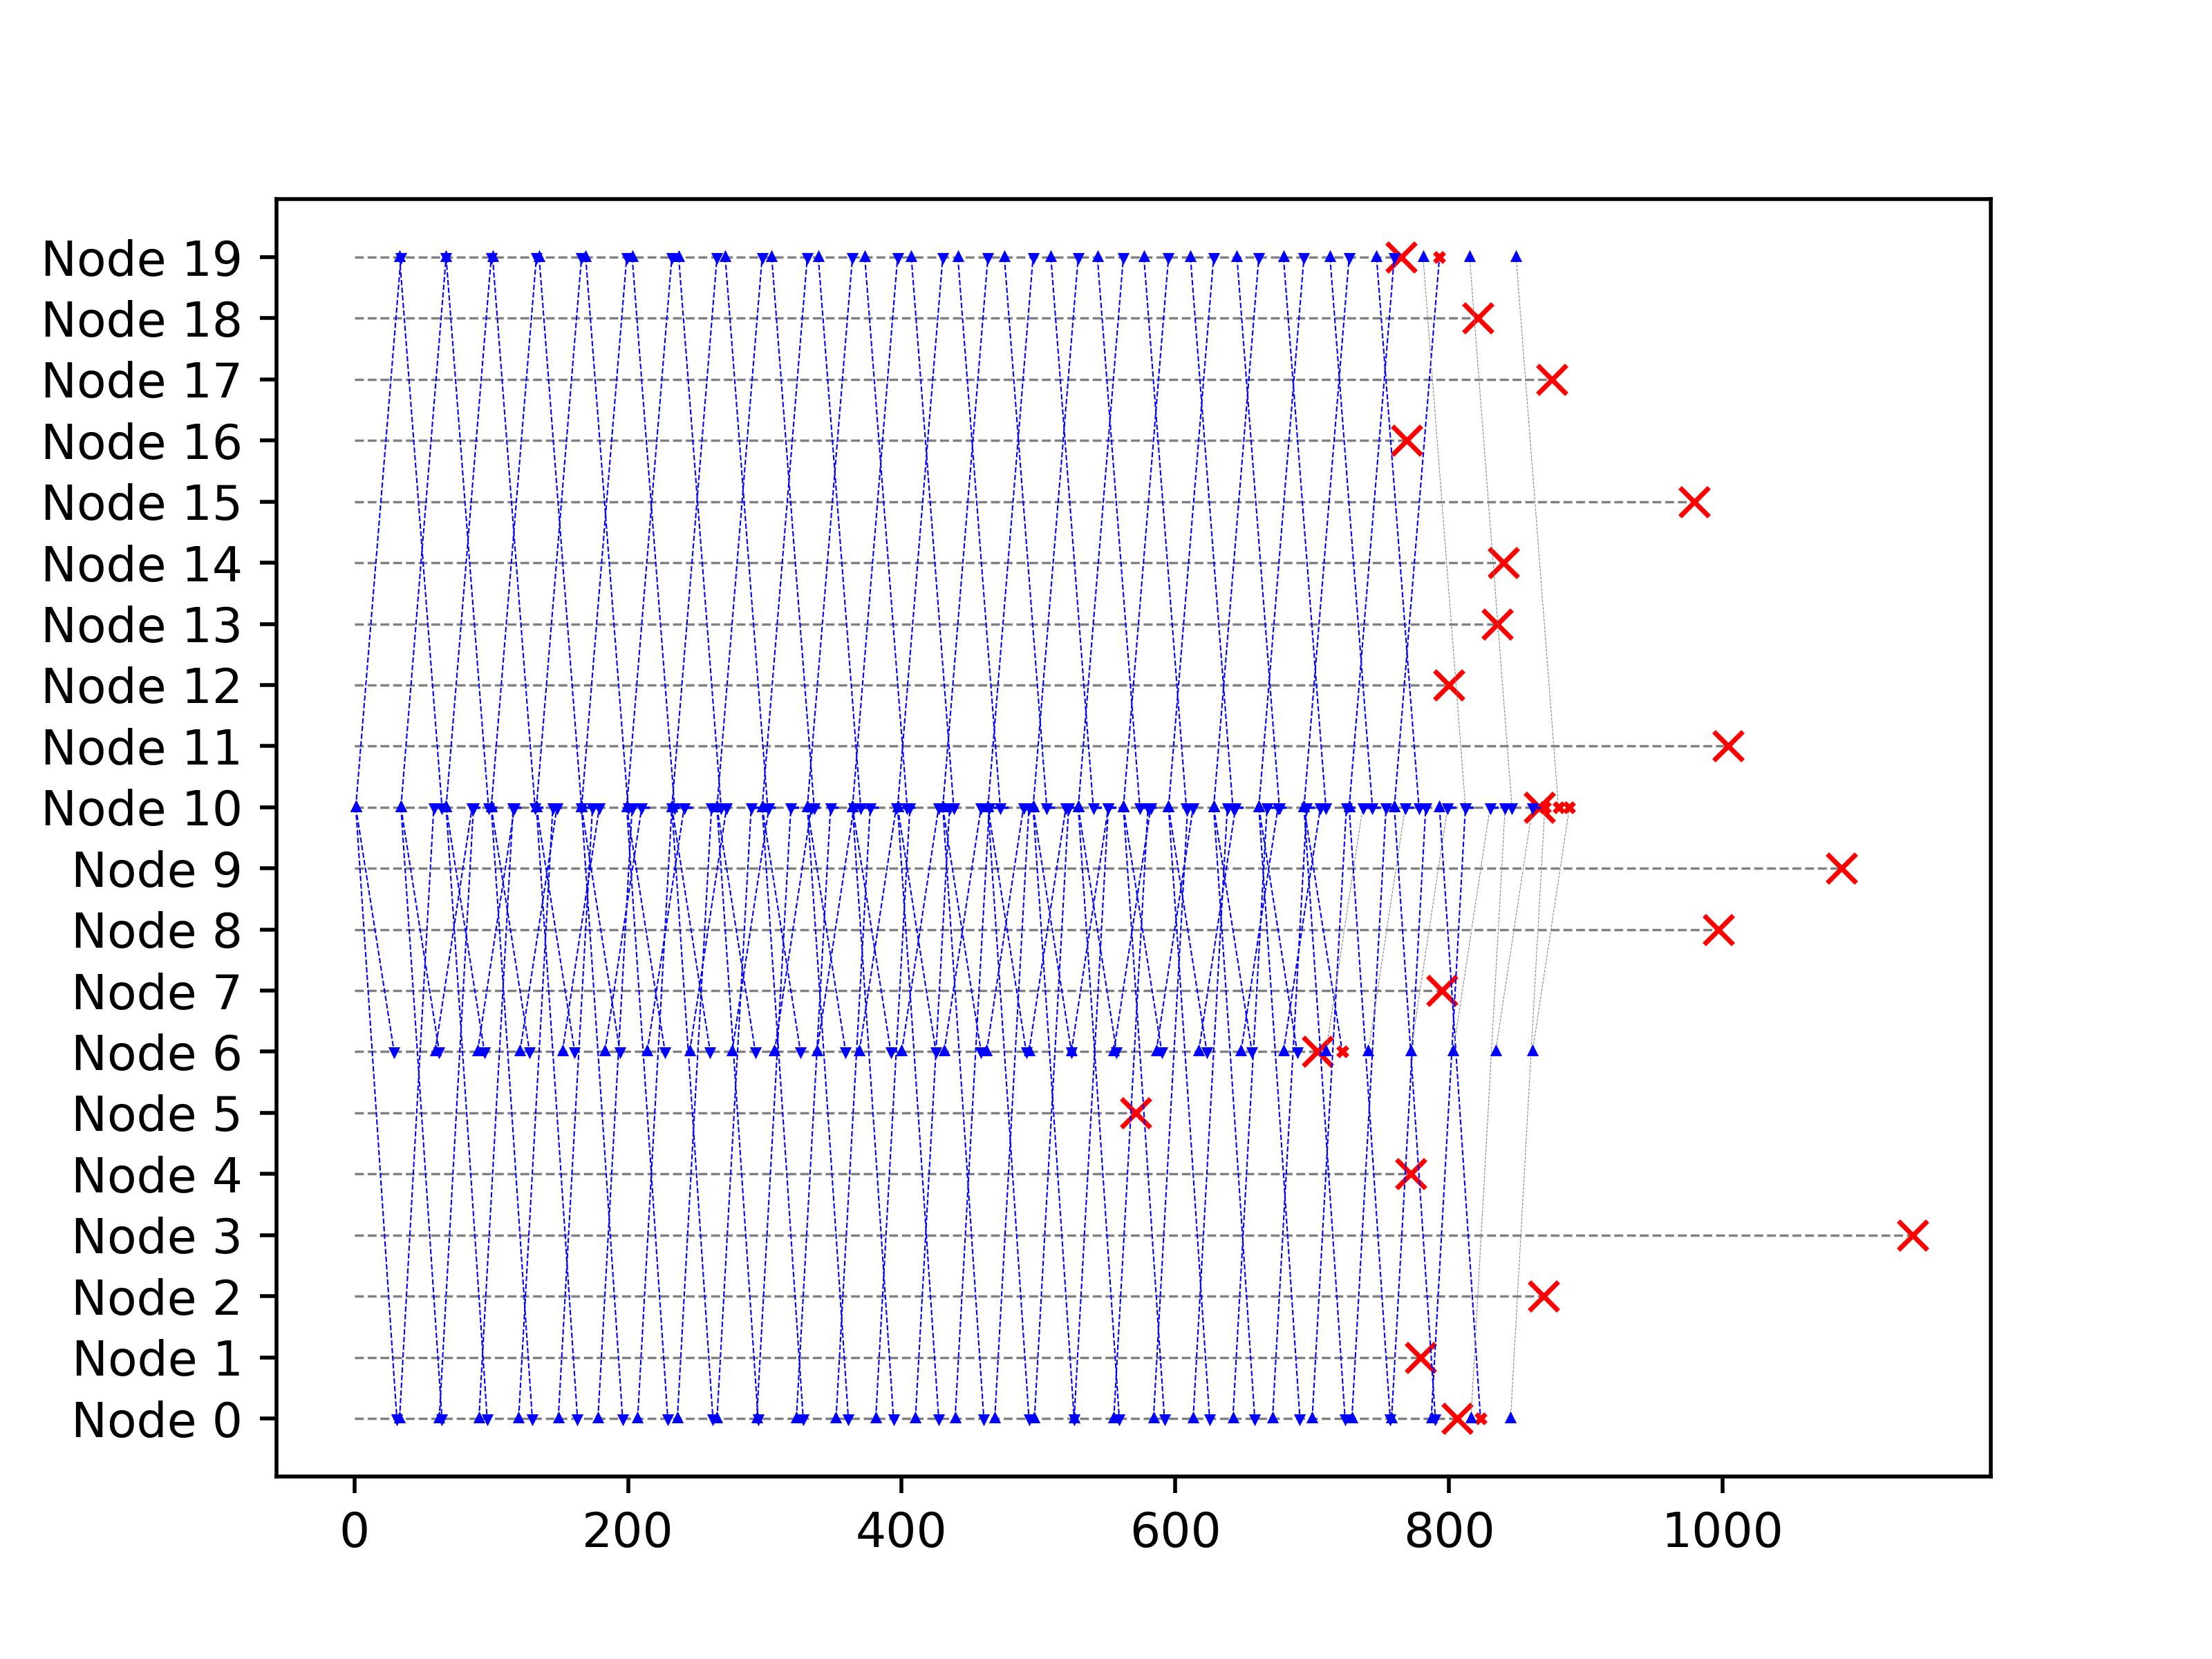 Node 19
Node 18
Node 17
Node 16
Node 15
Node 14
Node 13
Node 12
Node 11
Node 10
Node 9
Node 8
Node 7
Node 6
Node 5
Node 4
Node 3
Node 2
Node 1
Node 0
0 200 400 600 800 1000